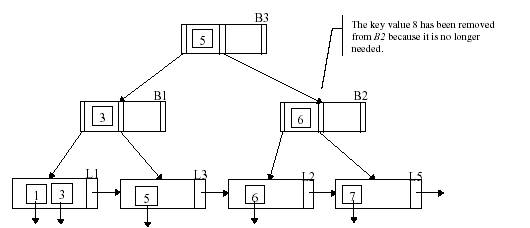 B3
5
The key value 8 has been removed
from B2 because it is no longer
needed.
B1
3
B2
6
L1
1 3
L3
5
L2
6
L5
7